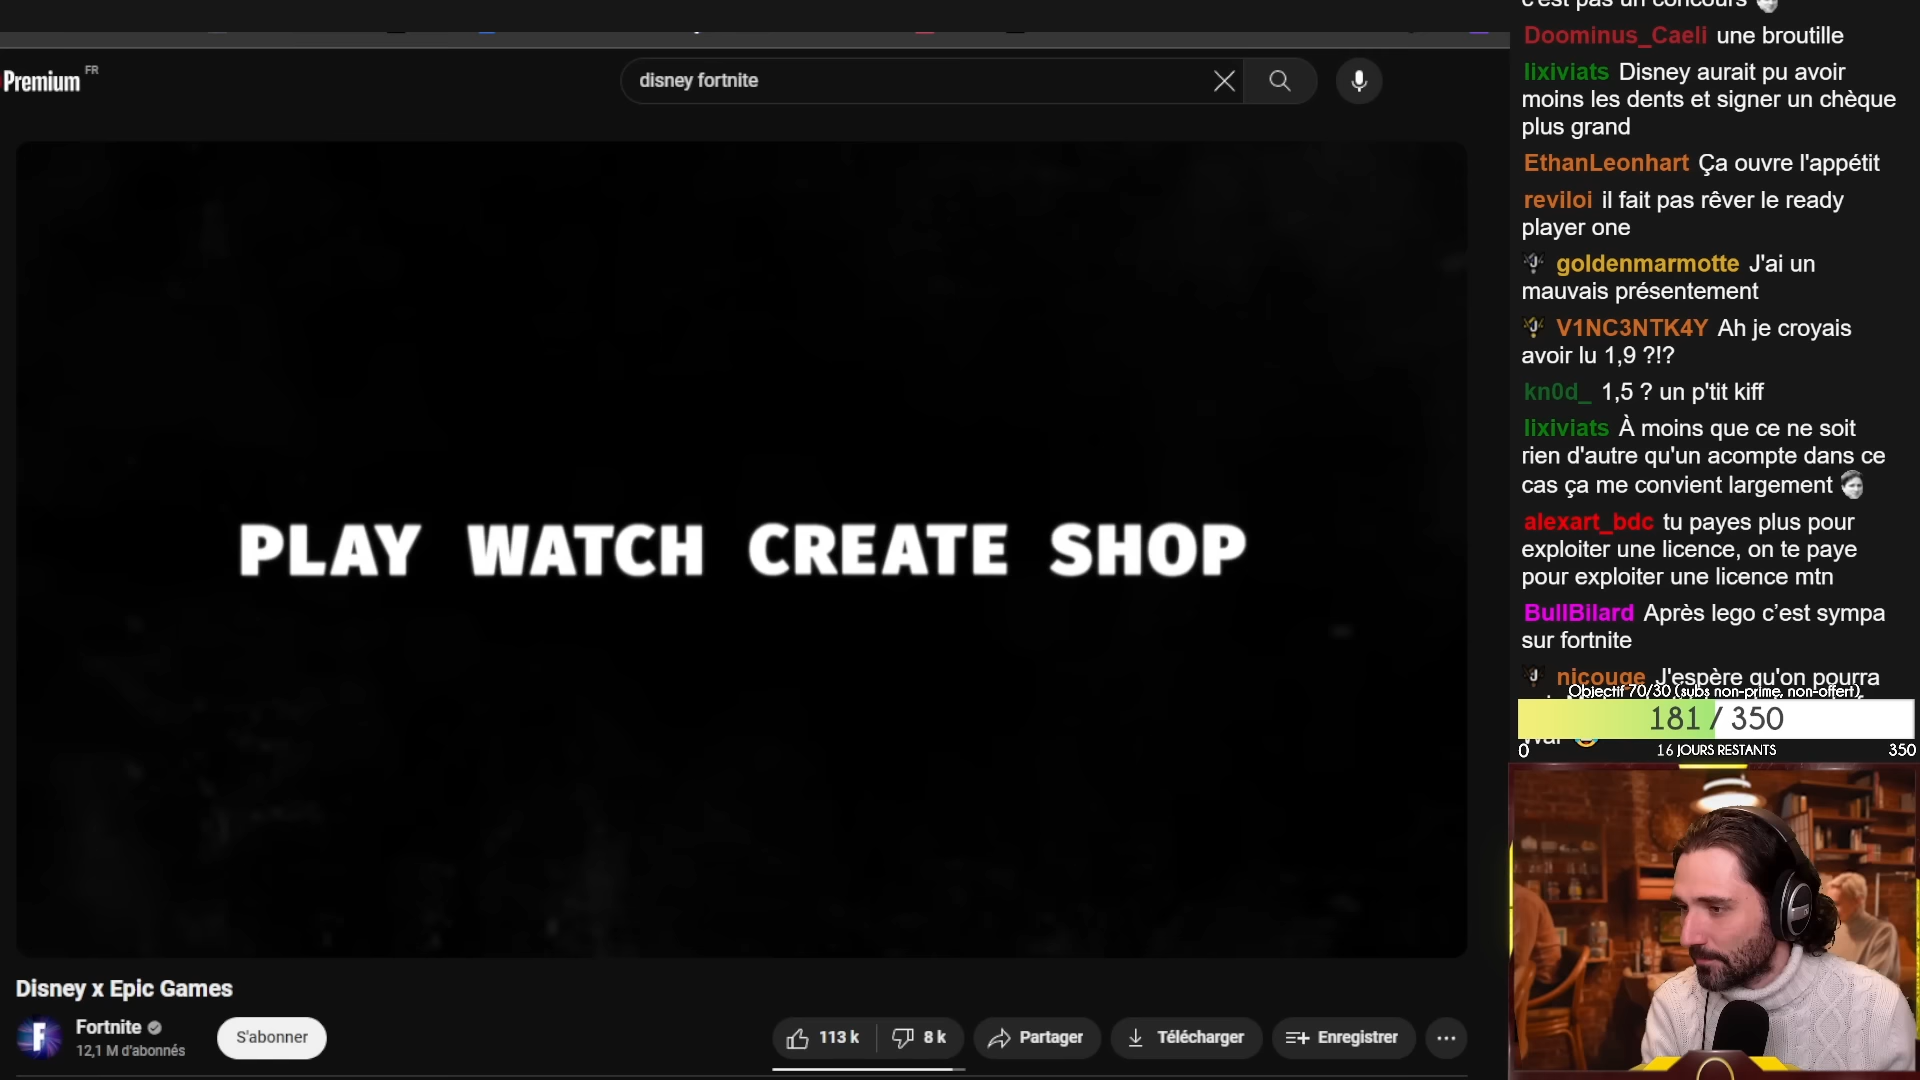 Premium FR
disney fortnite
PLAY WATCH CREATE SHOP
Disney x Epic Games
Fortnite
12,1 M d'abonnés
S'abonner
113 k
8 k
Partager
Télécharger
Enregistrer
c'est pas un concours
Doominus_Caeli une broutille
lixiviats Disney aurait pu avoir
moins les dents et signer un chèque
plus grand
EthanLeonhart Ça ouvre l'appétit
reviloi il fait pas rêver le ready
player one
goldenmarmotte J'ai un
mauvais présentement
V1NC3NTK4Y Ah je croyais
avoir lu 1,9 ?!?
kn0d_ 1,5 ? un p'tit kiff
lixiviats À moins que ce ne soit
rien d'autre qu'un acompte dans ce
cas ça me convient largement
alexart_bdc tu payes plus pour
exploiter une licence, on te paye
pour exploiter une licence mtn
BullBilard Après lego c’est sympa
sur fortnite
nicouge J'espère qu'on pourra
Objectif 70/30 (subs non-prime, non-offert)
181 / 350
0
16 JOURS RESTANTS
350